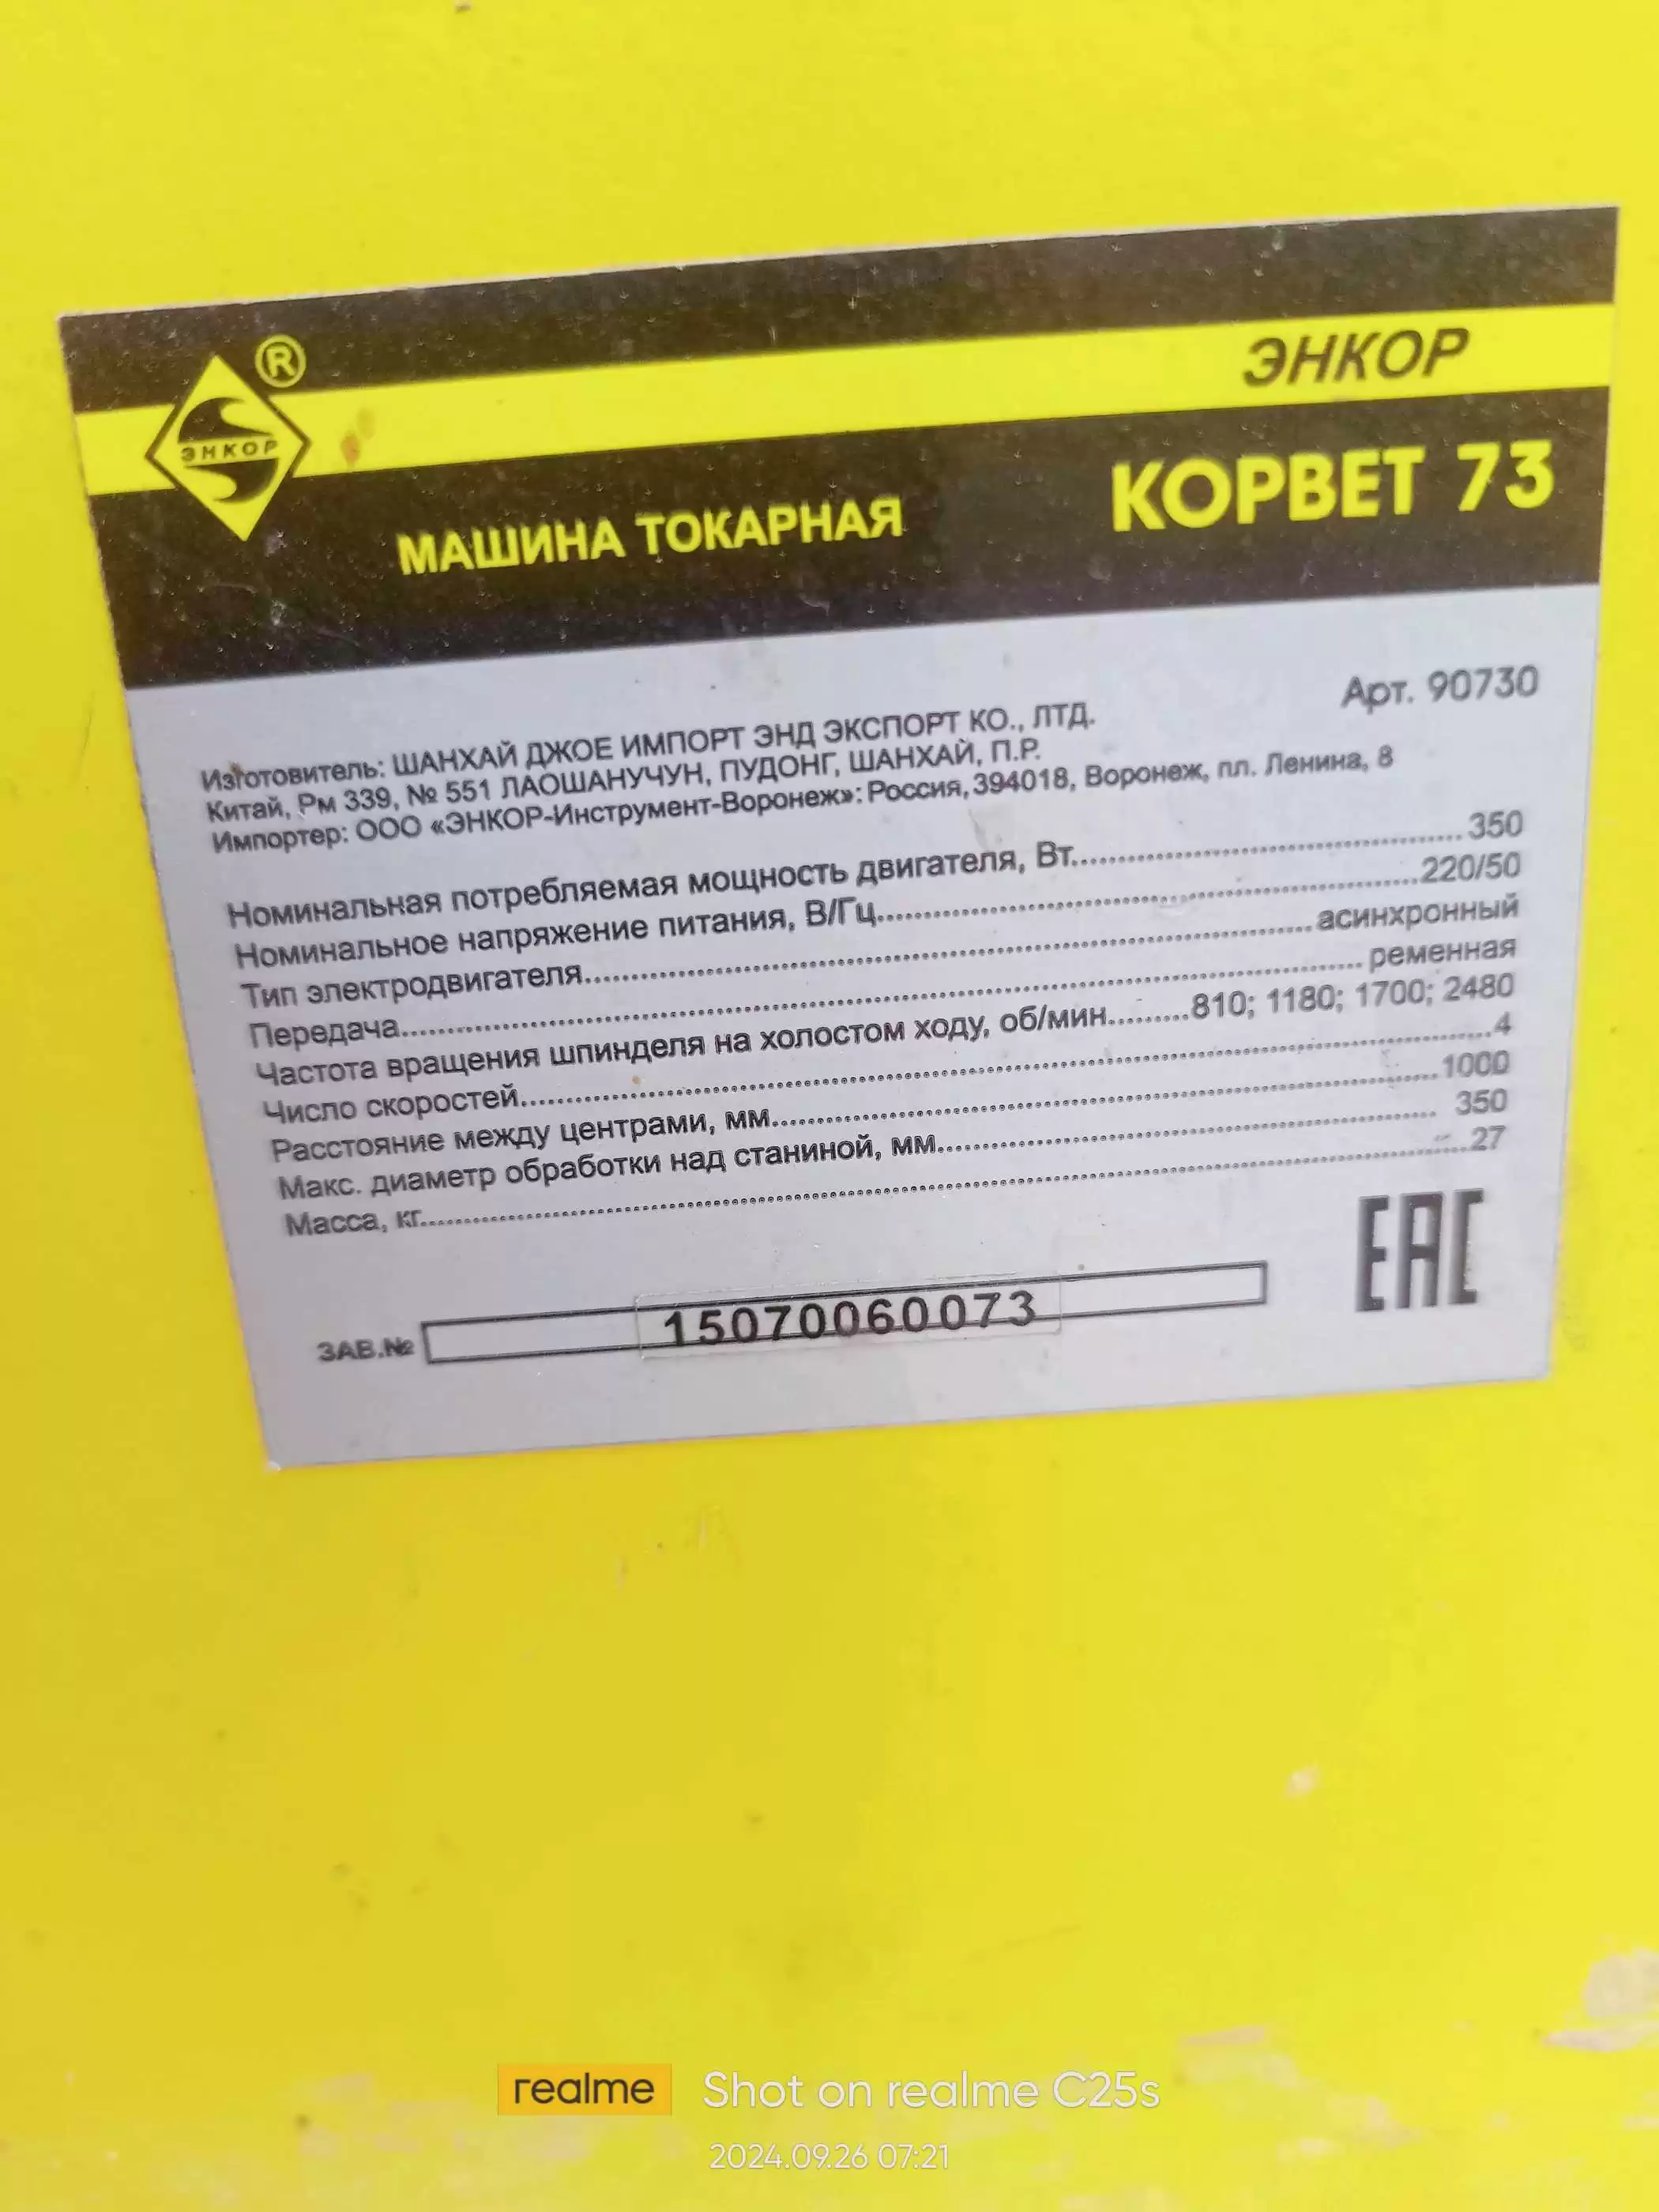 ®
ЭНКОР
ЭНКОР
МАШИНА ТОКАРНАЯ
КОРВЕТ 73
Арт. 90730
Изготовитель: ШАНХАЙ ДЖОЕ ИМПОРТ ЭНД ЭКСПОРТ КО., ЛТД.
Китай, Рм 339, № 551 ЛАОШАНУЧУН, ПУДОНГ, ШАНХАЙ, П.Р.
Импортер: ООО «ЭНКОР-Инструмент-Воронеж»: Россия, 394018, Воронеж, пл. Ленина, 8
Номинальная потребляемая мощность двигателя, Вт.....350
Номинальное напряжение питания, В/Гц.....220/50
Тип электродвигателя.....асинхронный
Передача.....ременная
Частота вращения шпинделя на холостом ходу, об/мин.....810; 1180; 1700; 2480
Число скоростей.....4
Расстояние между центрами, мм.....1000
Макс. диаметр обработки над станиной, мм.....350
Масса, кг.....27
ЗАВ.№ 15070060073
EAC
realme Shot on realme C25s
2024.09.26 07:21